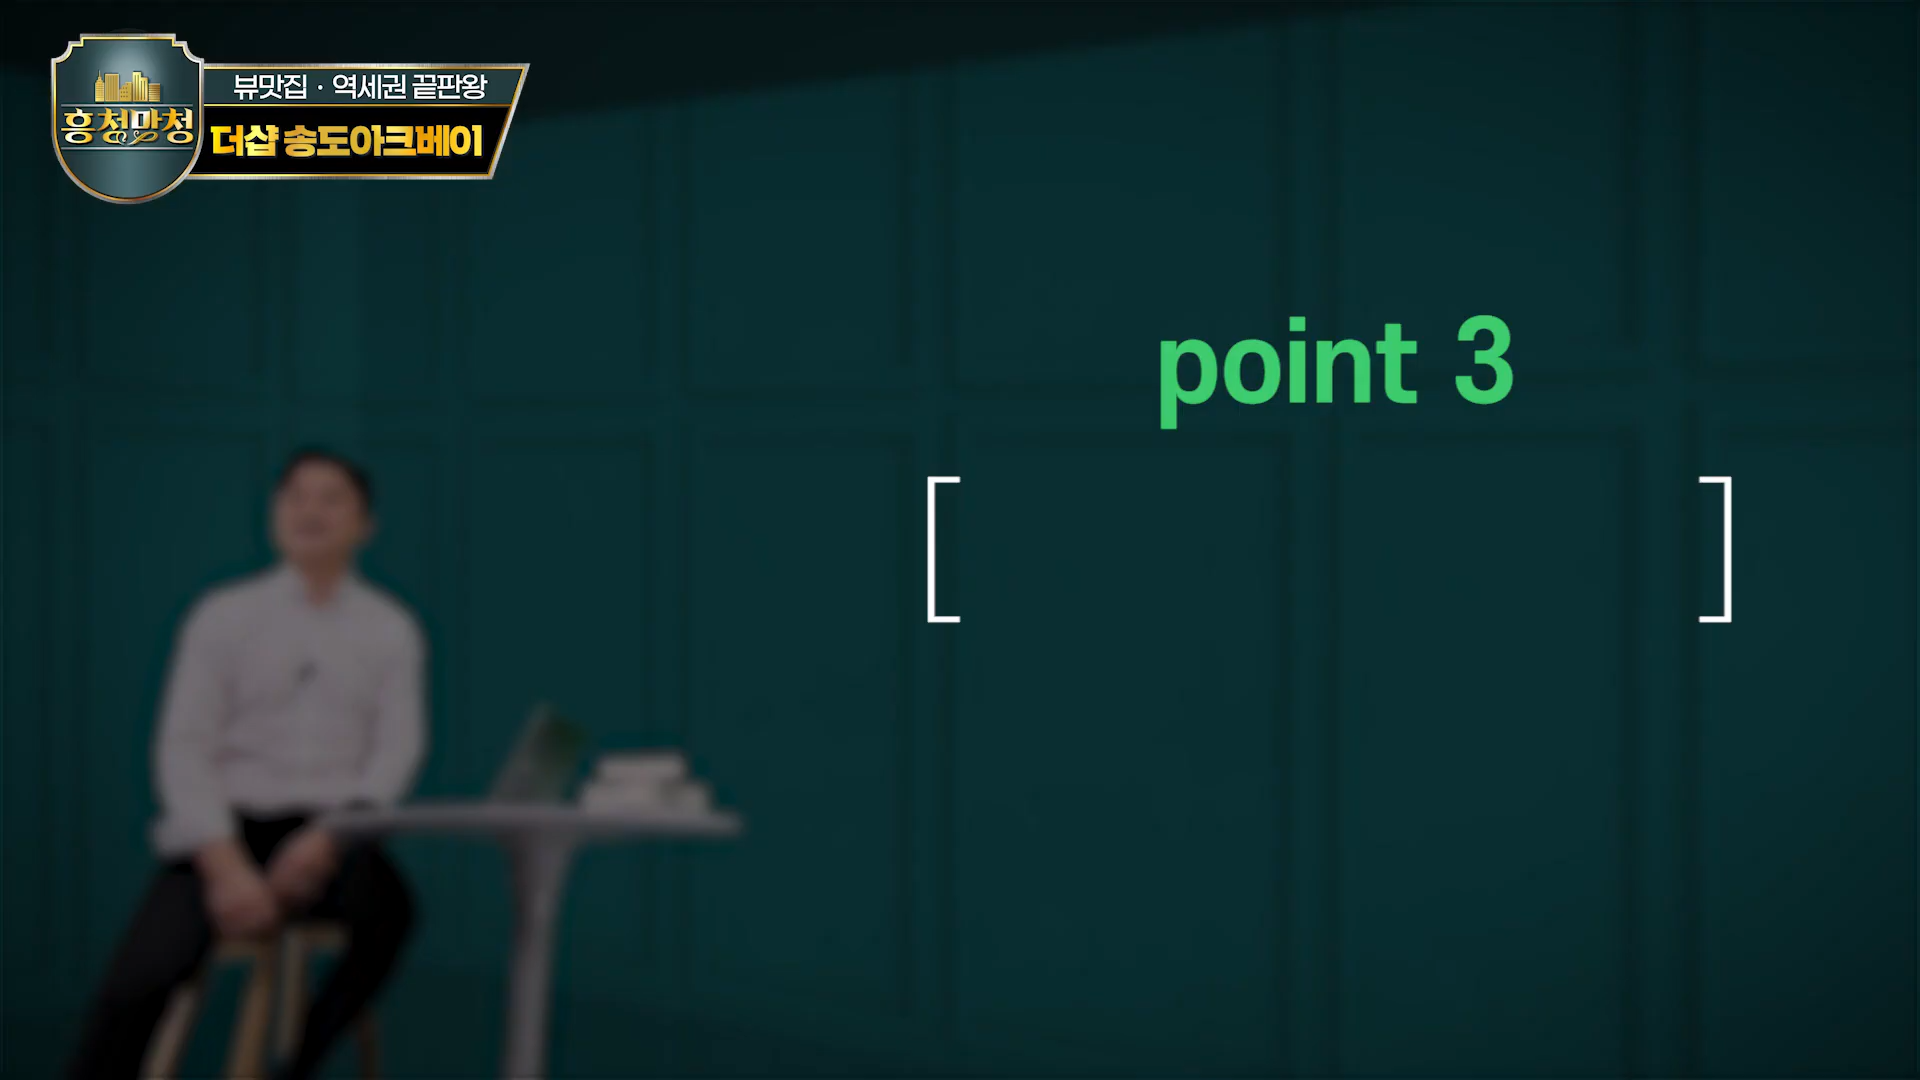 흥청망청
뷰맛집 · 역세권 끝판왕
더샵 송도아크베이
point 3
[ ]